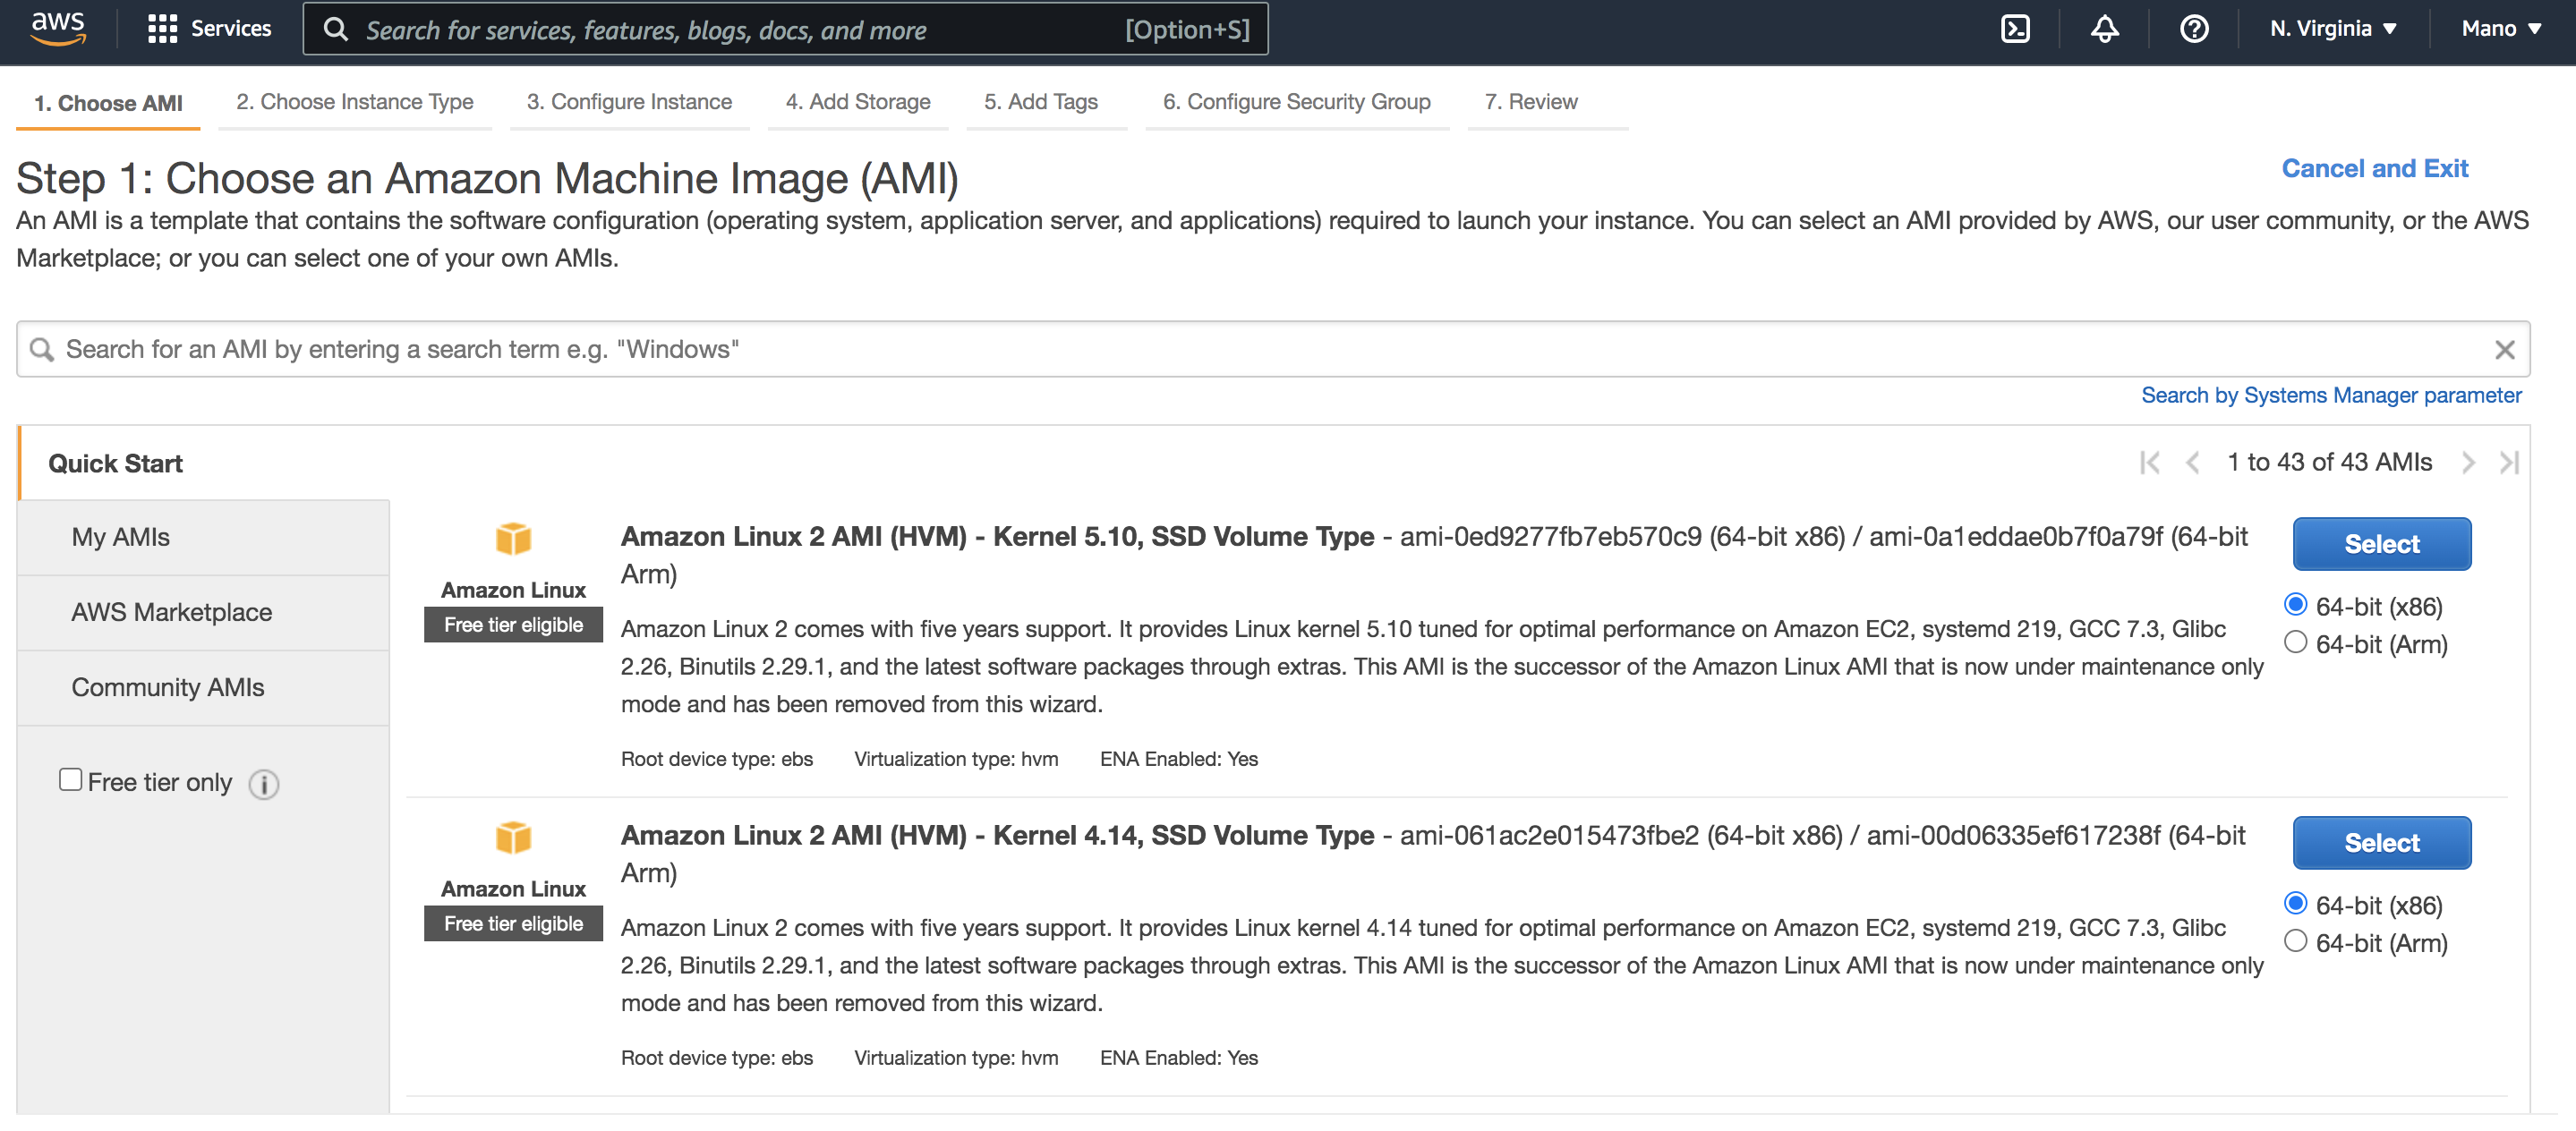 aws
Services
Search for services, features, blogs, docs, and more [Option+S]
N. Virginia ▼
Mano ▼
1. Choose AMI
2. Choose Instance Type
3. Configure Instance
4. Add Storage
5. Add Tags
6. Configure Security Group
7. Review
Step 1: Choose an Amazon Machine Image (AMI)
Cancel and Exit
An AMI is a template that contains the software configuration (operating system, application server, and applications) required to launch your instance. You can select an AMI provided by AWS, our user community, or the AWS
Marketplace; or you can select one of your own AMIs.
Search for an AMI by entering a search term e.g. "Windows"
Search by Systems Manager parameter
Quick Start
1 to 43 of 43 AMIs
My AMIs
AWS Marketplace
Community AMIs
Free tier only
Amazon Linux
Free tier eligible
Amazon Linux 2 AMI (HVM) - Kernel 5.10, SSD Volume Type - ami-0ed9277fb7eb570c9 (64-bit x86) / ami-0a1eddae0b7f0a79f (64-bit
Arm)
Amazon Linux 2 comes with five years support. It provides Linux kernel 5.10 tuned for optimal performance on Amazon EC2, systemd 219, GCC 7.3, Glibc
2.26, Binutils 2.29.1, and the latest software packages through extras. This AMI is the successor of the Amazon Linux AMI that is now under maintenance only
mode and has been removed from this wizard.
Root device type: ebs Virtualization type: hvm ENA Enabled: Yes
Select
64-bit (x86)
64-bit (Arm)
Amazon Linux
Free tier eligible
Amazon Linux 2 AMI (HVM) - Kernel 4.14, SSD Volume Type - ami-061ac2e015473fbe2 (64-bit x86) / ami-00d06335ef617238f (64-bit
Arm)
Amazon Linux 2 comes with five years support. It provides Linux kernel 4.14 tuned for optimal performance on Amazon EC2, systemd 219, GCC 7.3, Glibc
2.26, Binutils 2.29.1, and the latest software packages through extras. This AMI is the successor of the Amazon Linux AMI that is now under maintenance only
mode and has been removed from this wizard.
Root device type: ebs Virtualization type: hvm ENA Enabled: Yes
Select
64-bit (x86)
64-bit (Arm)